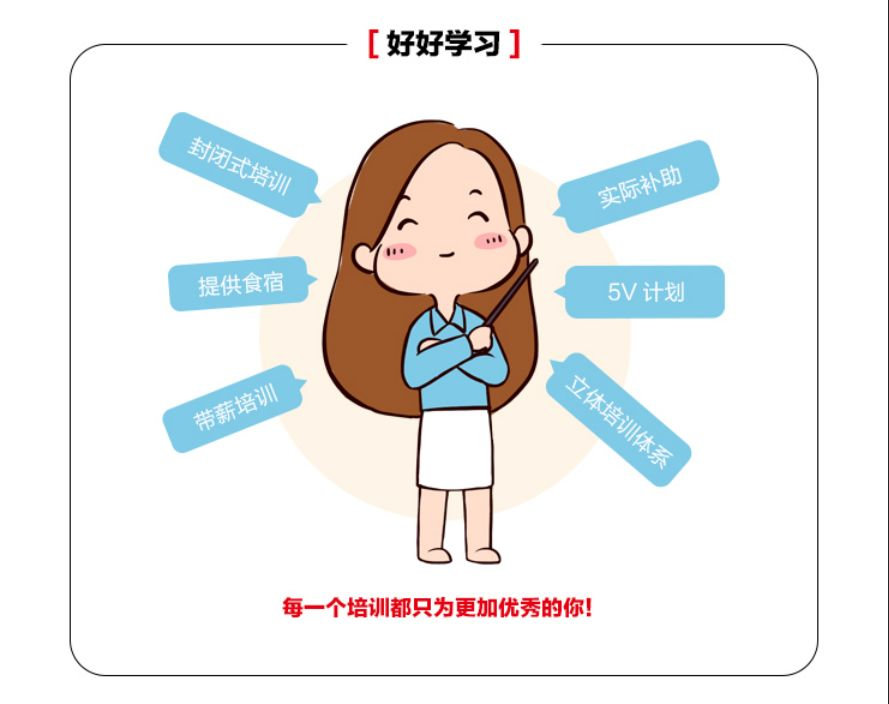 [ 好好学习 ]
封闭式培训
实际补助
提供食宿
5V 计划
带薪培训
立体培训体系
每一个培训都只为更加优秀的你!